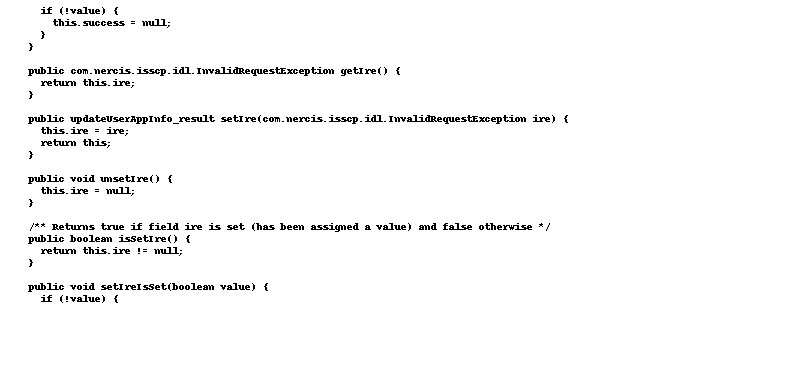 if (!value) {
this.success = null;
}
}
public com.nercis.isscp.idl.InvalidRequestException getIre() {
return this.ire;
}
public updateUserAppInfo_result setIre(com.nercis.isscp.idl.InvalidRequestException ire) {
this.ire = ire;
return this;
}
public void unsetIre() {
this.ire = null;
}
/** Returns true if field ire is set (has been assigned a value) and false otherwise */
public boolean isSetIre() {
return this.ire != null;
}
public void setIreIsSet(boolean value) {
if (!value) {